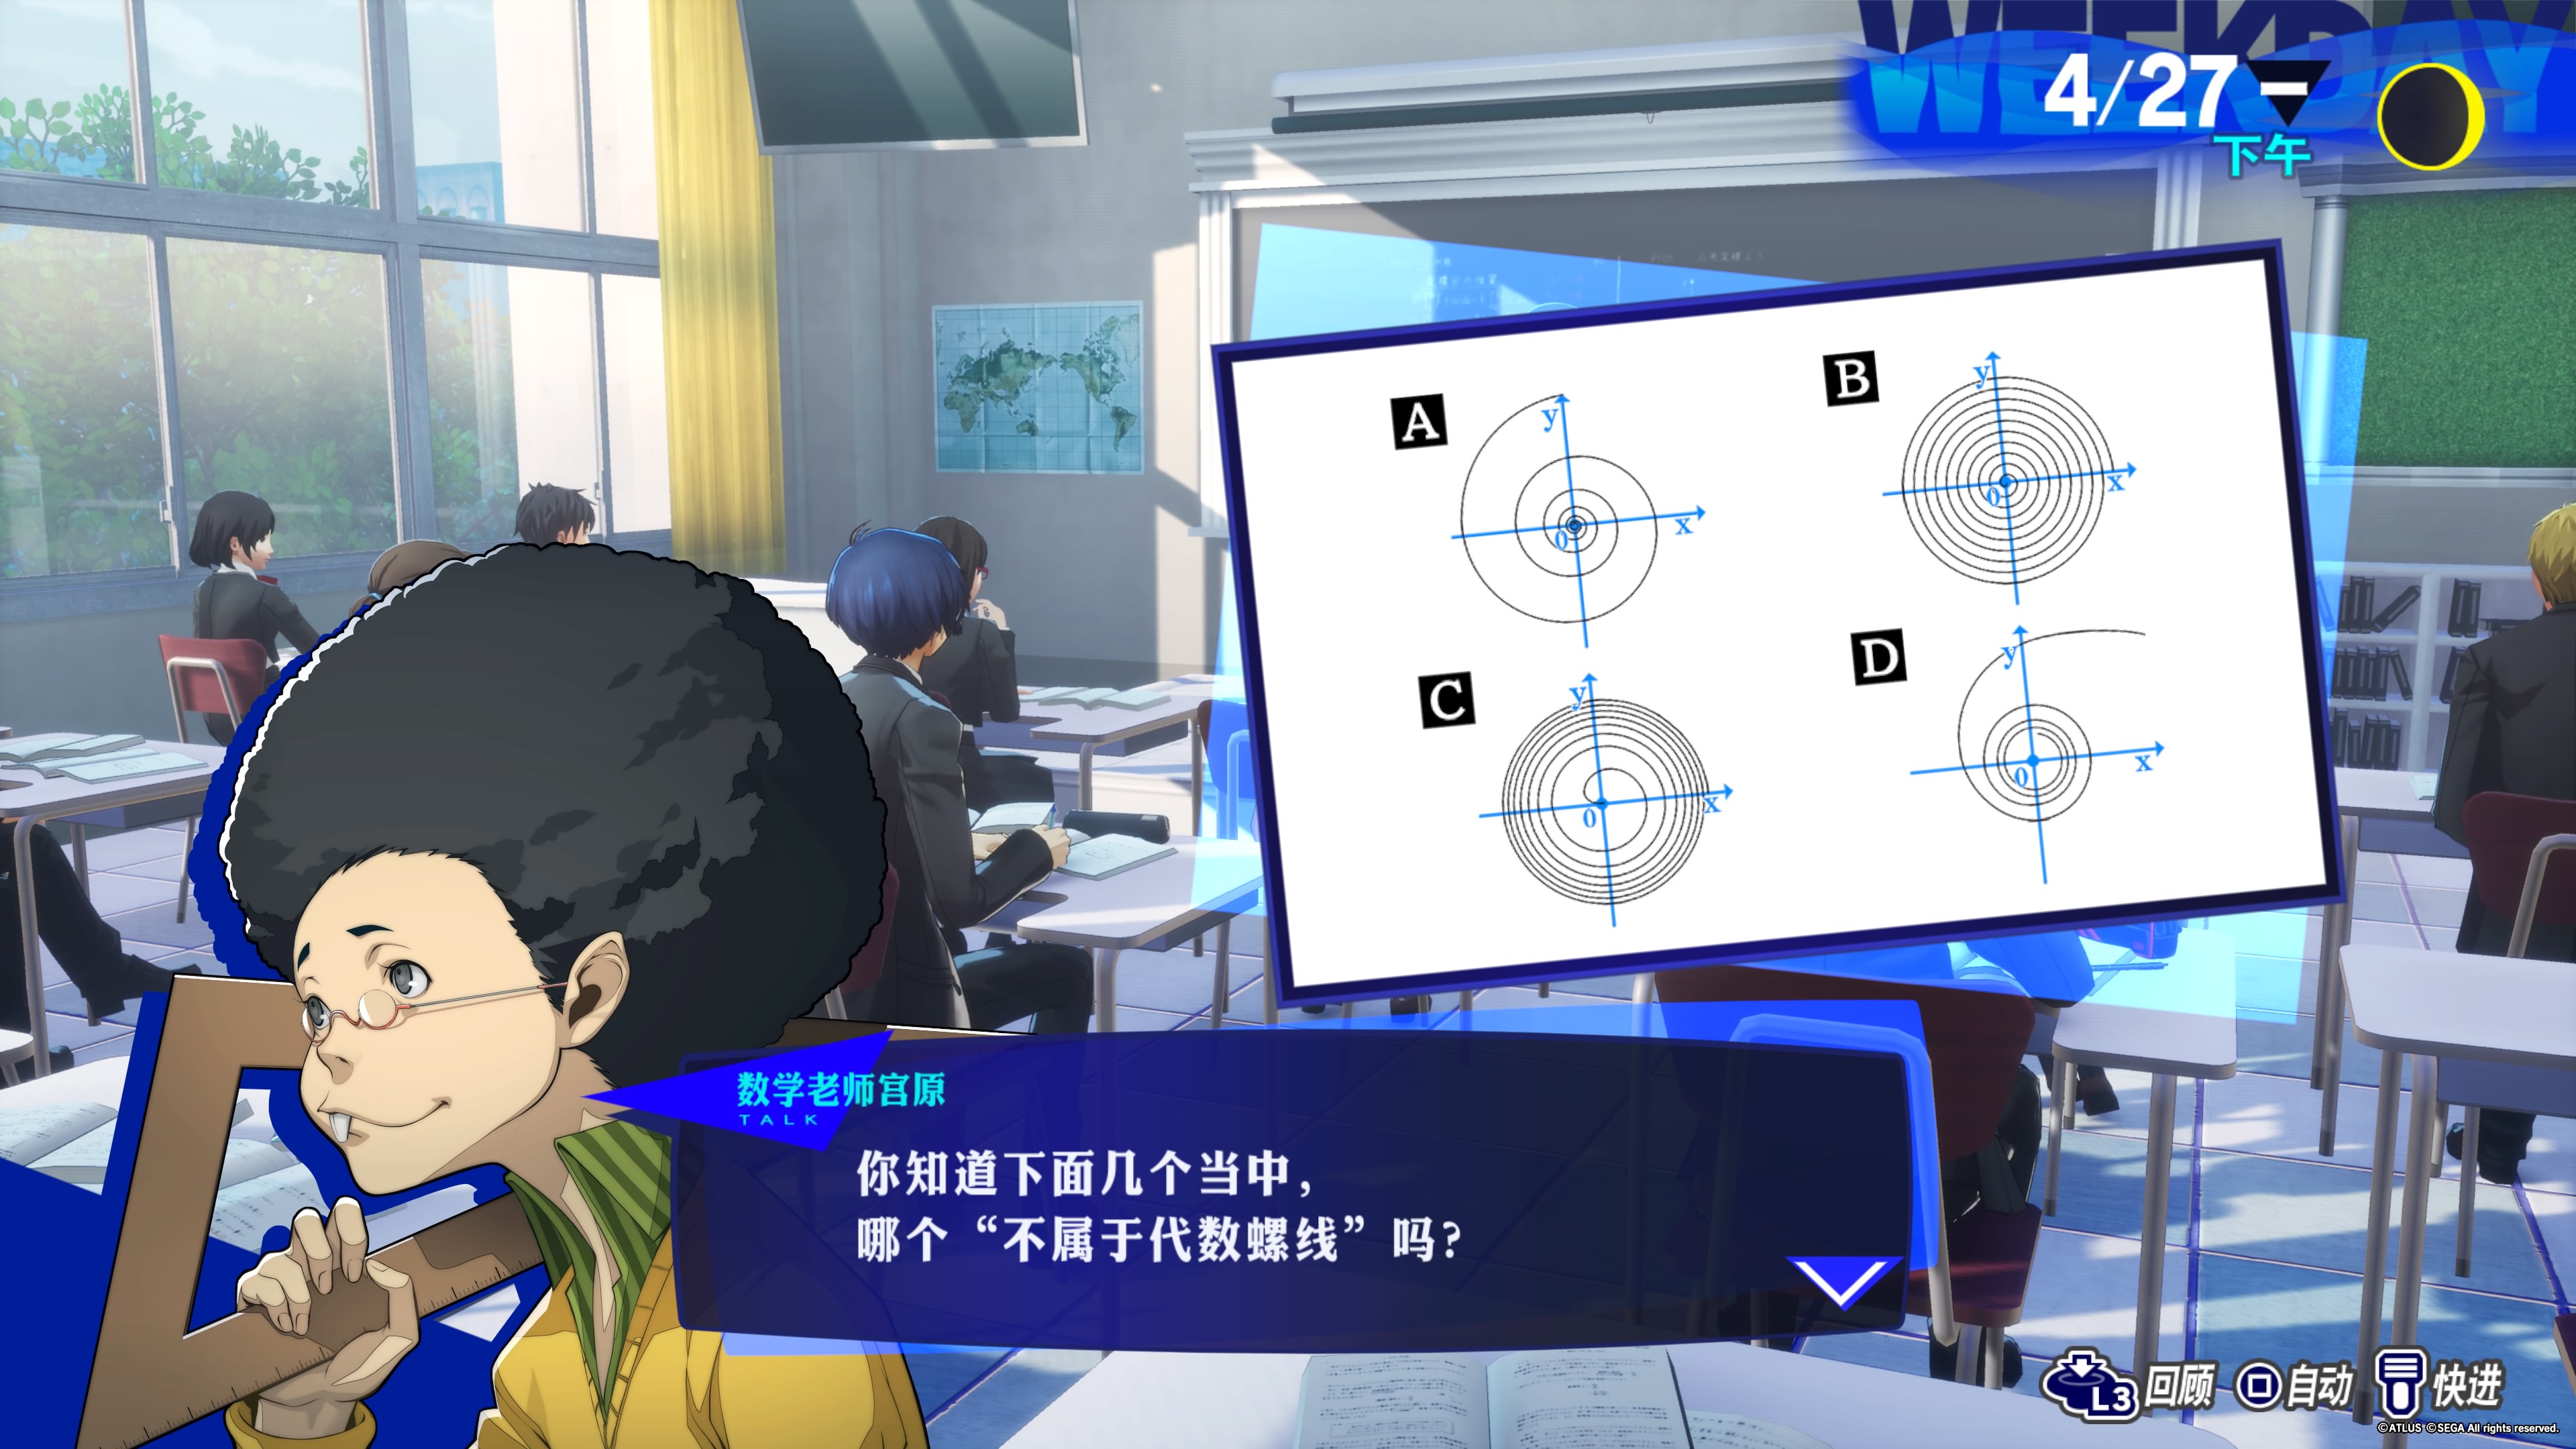 WEEKDAY
4/27 一
下午
A
y
x
0
B
y
x
0
C
y
x
0
D
y
x
0
数学老师宫原
TALK
你知道下面几个当中，
哪个“不属于代数螺线”吗？
L3 回顾 自动 快进
©ATLUS ©SEGA All rights reserved.